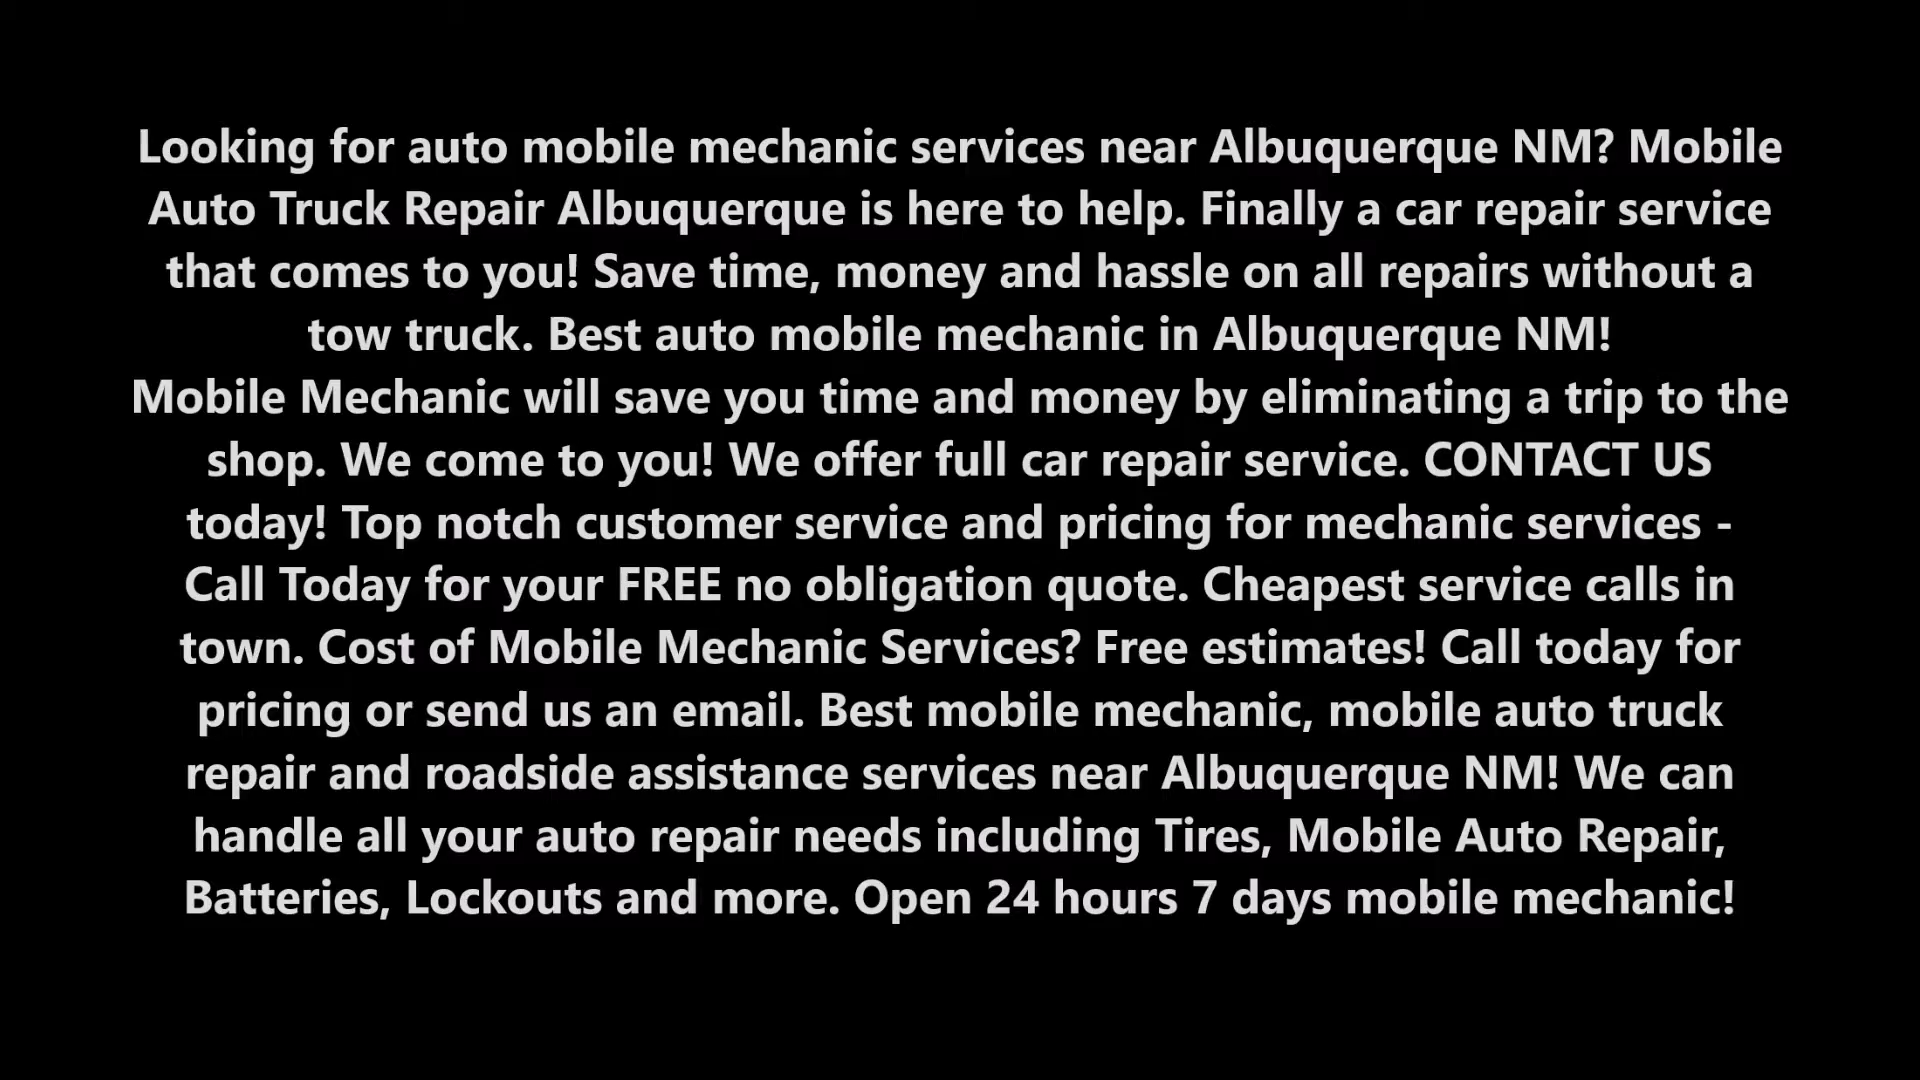 Looking for auto mobile mechanic services near Albuquerque NM? Mobile
Auto Truck Repair Albuquerque is here to help. Finally a car repair service
that comes to you! Save time, money and hassle on all repairs without a
tow truck. Best auto mobile mechanic in Albuquerque NM!
Mobile Mechanic will save you time and money by eliminating a trip to the
shop. We come to you! We offer full car repair service. CONTACT US
today! Top notch customer service and pricing for mechanic services -
Call Today for your FREE no obligation quote. Cheapest service calls in
town. Cost of Mobile Mechanic Services? Free estimates! Call today for
pricing or send us an email. Best mobile mechanic, mobile auto truck
repair and roadside assistance services near Albuquerque NM! We can
handle all your auto repair needs including Tires, Mobile Auto Repair,
Batteries, Lockouts and more. Open 24 hours 7 days mobile mechanic!